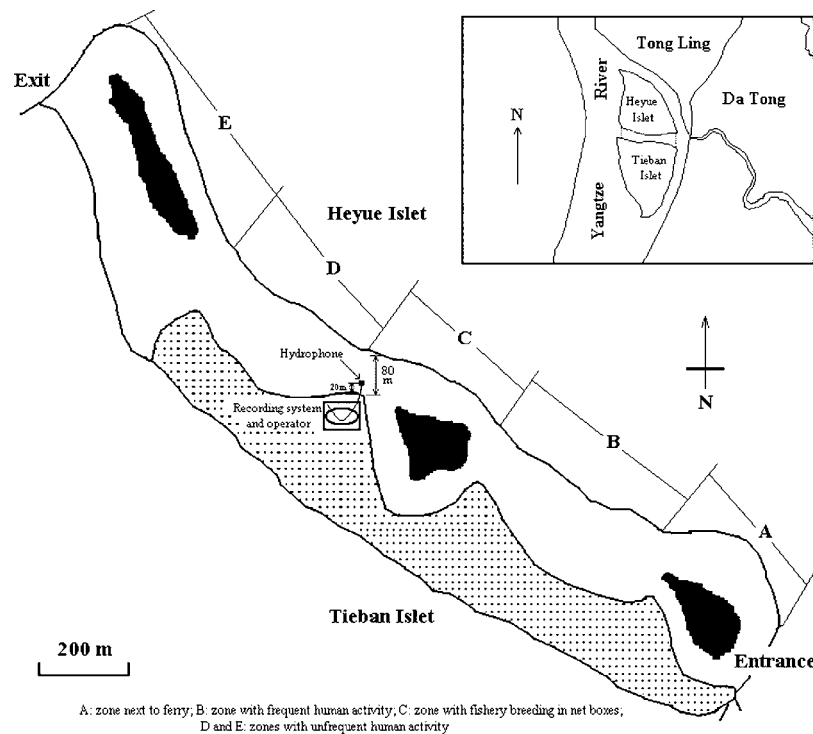 Exit
E
Heyue Islet
D
Hydrophone
20m
80
m
Recording system
and operator
C
B
A
N
Tieban Islet
200 m
Entrance
Tong Ling
River
Heyue
Islet
Da Tong
N
Tieban
Islet
Yangtze
A: zone next to ferry; B: zone with frequent human activity; C: zone with fishery breeding in net boxes;
D and E: zones with unfrequent human activity